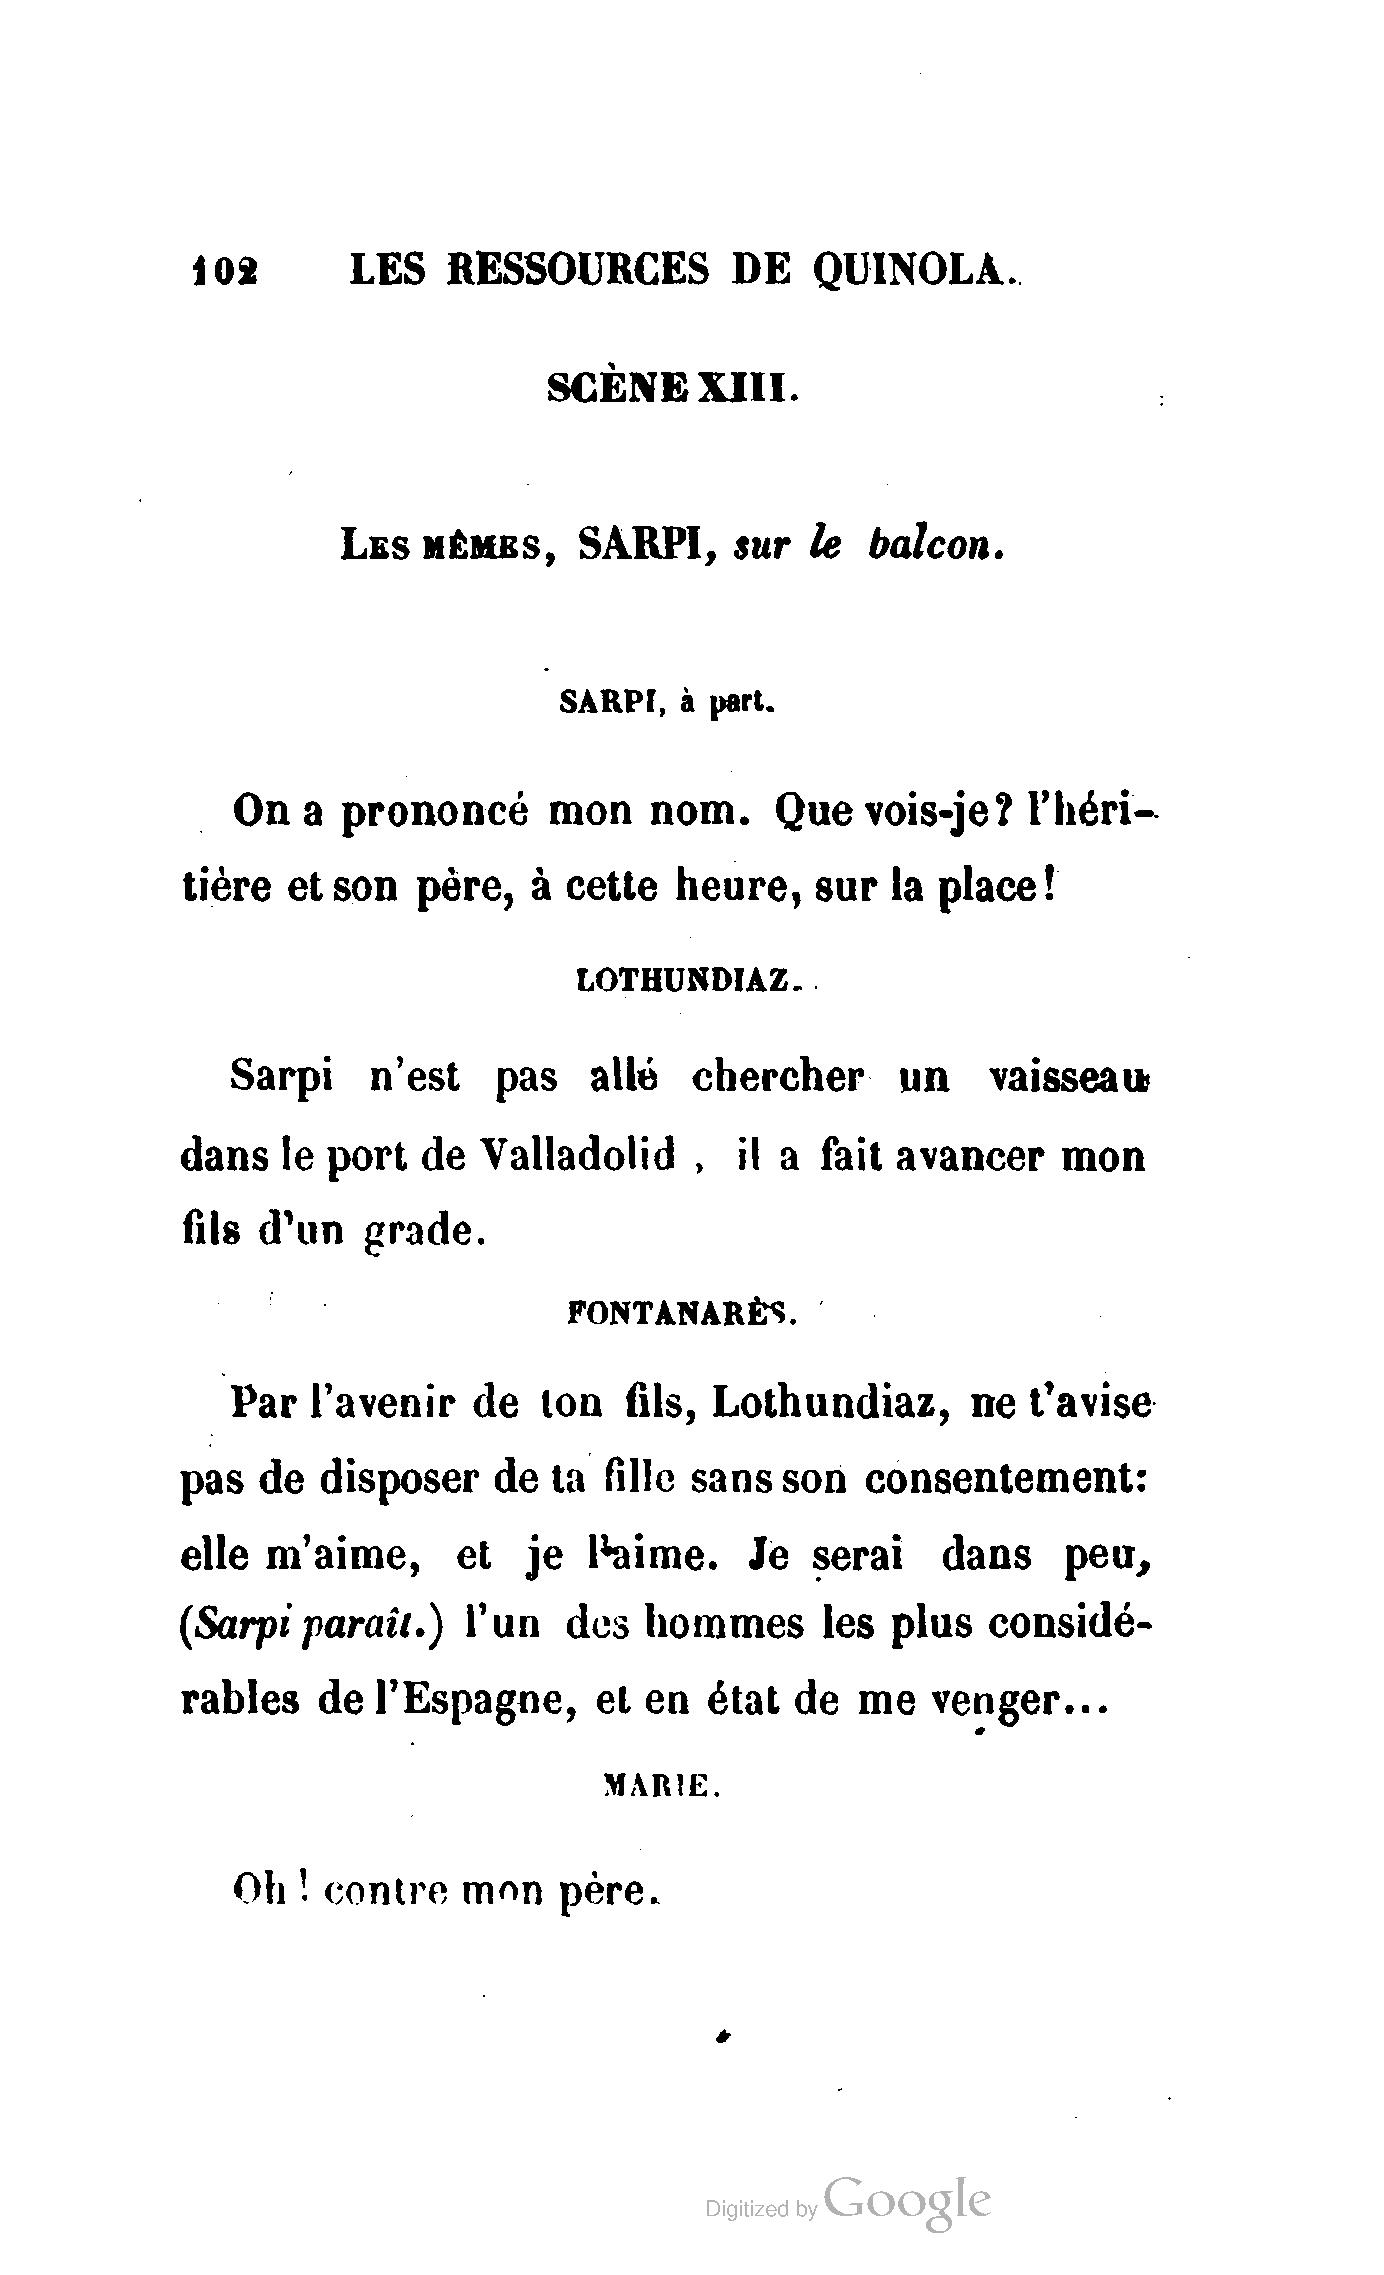 102 LES RESSOURCES DE QUINOLA.
SCÈNE XIII.
LES MÊMES, SARPI, sur le balcon.
SARPI, à part.
On a prononcé mon nom. Que vois-je? l'héri-
tière et son père, à cette heure, sur la place!
LOTHUNDIAZ.
Sarpi n'est pas allé chercher un vaisseau
dans le port de Valladolid , il a fait avancer mon
fils d'un grade.
FONTANARÈS.
Par l'avenir de ton fils, Lothundiaz, ne t'avise
pas de disposer de ta fille sans son consentement:
elle m'aime, et je l'aime. Je serai dans peu,
(Sarpi paraît.) l'un des hommes les plus considé-
rables de l'Espagne, et en état de me venger...
MARIE.
Oh ! contre mon père.
Digitized by Google